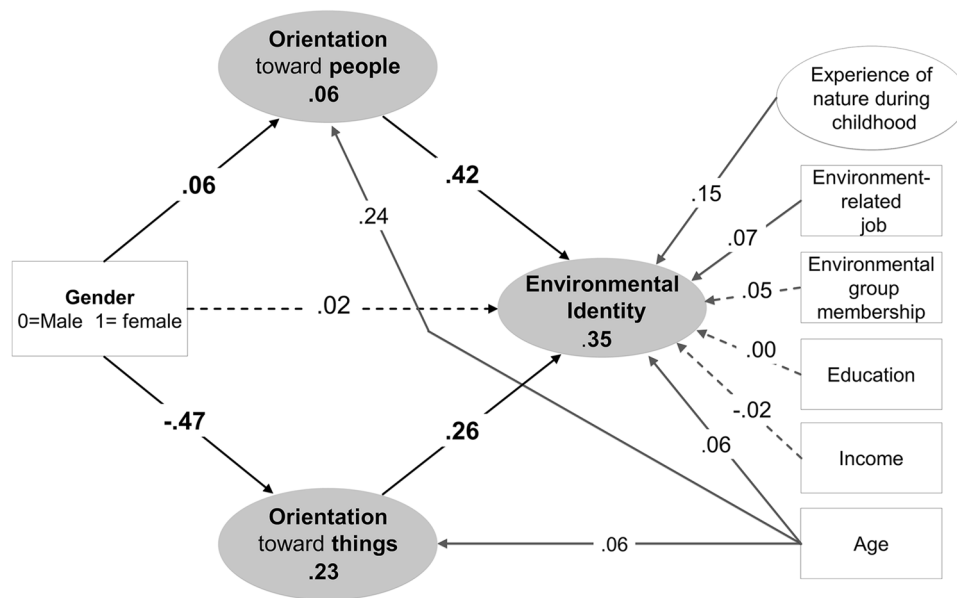 Orientation
toward people
.06
Experience of
nature during
childhood
.06
.42
.24
.15
Environment-
related
job
.07
Gender
0=Male 1= female
.02
Environmental
Identity
.35
.05
Environmental
group
membership
.00
Education
-.47
.26
-.02
Income
.06
Orientation
toward things
.23
.06
Age